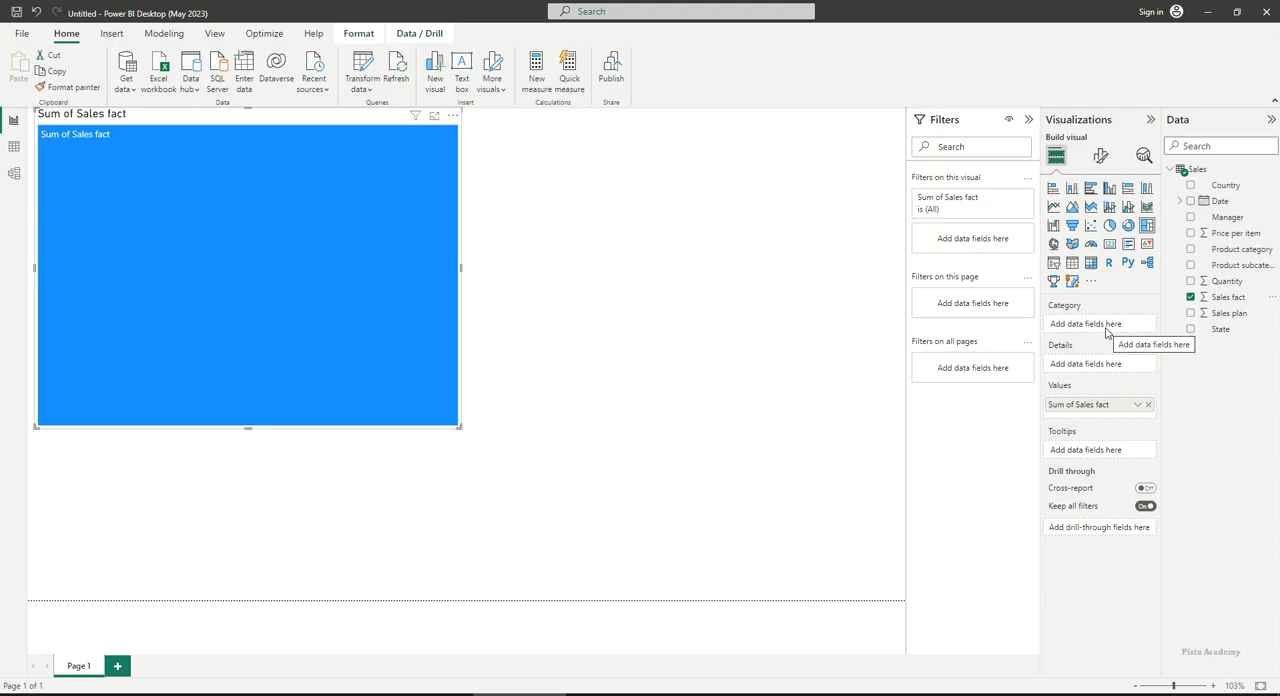 Untitled - Power BI Desktop (May 2023)
Search
Sign in
File
Home
Insert
Modeling
View
Optimize
Help
Format
Data / Drill
Paste
Cut
Copy
Format painter
Clipboard
Get
data
Excel
workbook
Data
hub
SQL
Server
Enter
data
Dataverse
Recent
sources
Data
Transform
data
Refresh
Queries
New
visual
Text
box
More
visuals
Insert
New
measure
Quick
measure
Calculations
Publish
Share
Sum of Sales fact
Sum of Sales fact
Filters
Search
Filters on this visual
Sum of Sales fact
is (All)
Add data fields here
Filters on this page
Add data fields here
Filters on all pages
Add data fields here
Visualizations
Build visual
R
Py
Category
Add data fields here
Add data fields here
Details
Add data fields here
Values
Sum of Sales fact
Tooltips
Add data fields here
Drill through
Cross-report
Off
Keep all filters
On
Add drill-through fields here
Data
Search
Sales
Country
Date
Manager
Price per item
Product category
Product subcate...
Quantity
Sales fact
Sales plan
State
Pista Academy
Page 1
Page 1 of 1
103%